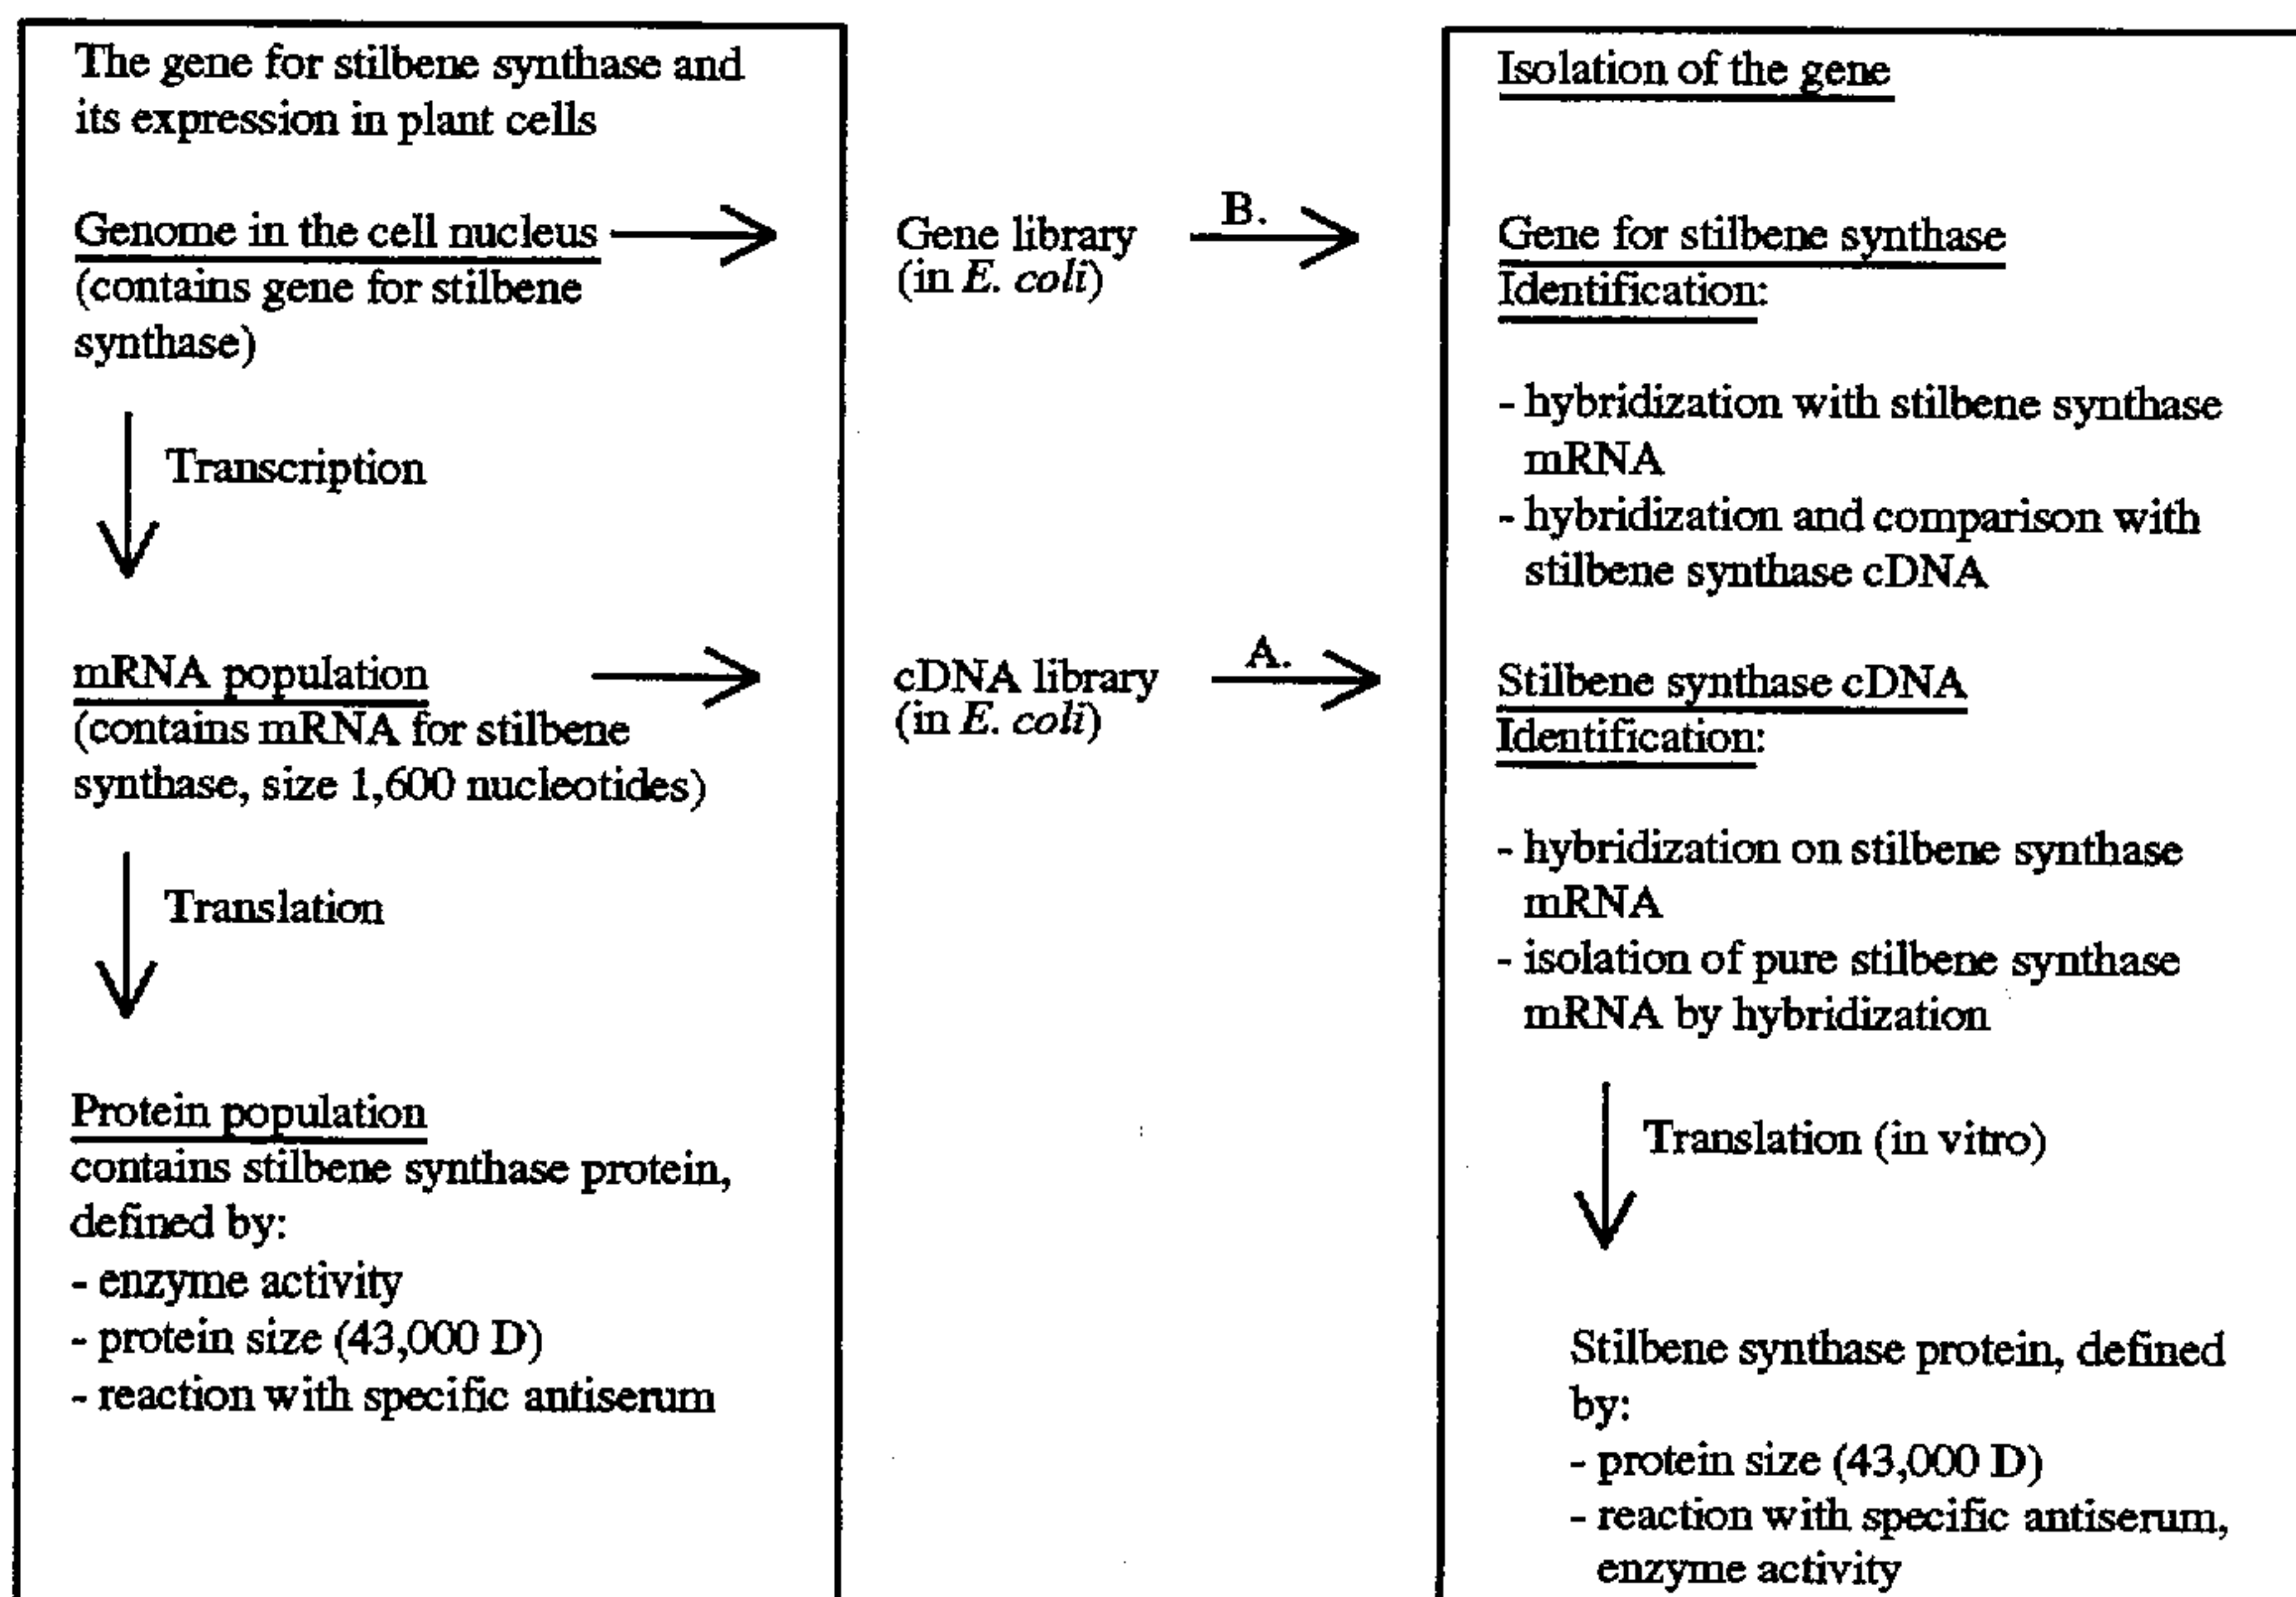 The gene for stilbene synthase and
its expression in plant cells
Genome in the cell nucleus
(contains gene for stilbene
synthase)
Transcription
mRNA population
(contains mRNA for stilbene
synthase, size 1,600 nucleotides)
Translation
Protein population
contains stilbene synthase protein,
defined by:
- enzyme activity
- protein size (43,000 D)
- reaction with specific antiserum
Gene library
(in E. coli)
B.
cDNA library
(in E. coli)
A.
Isolation of the gene
Gene for stilbene synthase
Identification:
- hybridization with stilbene synthase
mRNA
- hybridization and comparison with
stilbene synthase cDNA
Stilbene synthase cDNA
Identification:
- hybridization on stilbene synthase
mRNA
- isolation of pure stilbene synthase
mRNA by hybridization
Translation (in vitro)
Stilbene synthase protein, defined
by:
- protein size (43,000 D)
- reaction with specific antiserum,
enzyme activity